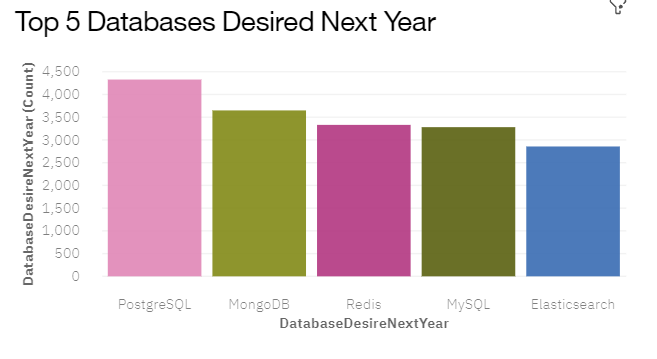 Top 5 Databases Desired Next Year
DatabaseDesireNextYear (Count)
4,500
4,000
3,500
3,000
2,500
2,000
1,500
1,000
500
0
PostgreSQL MongoDB Redis MySQL Elasticsearch
DatabaseDesireNextYear